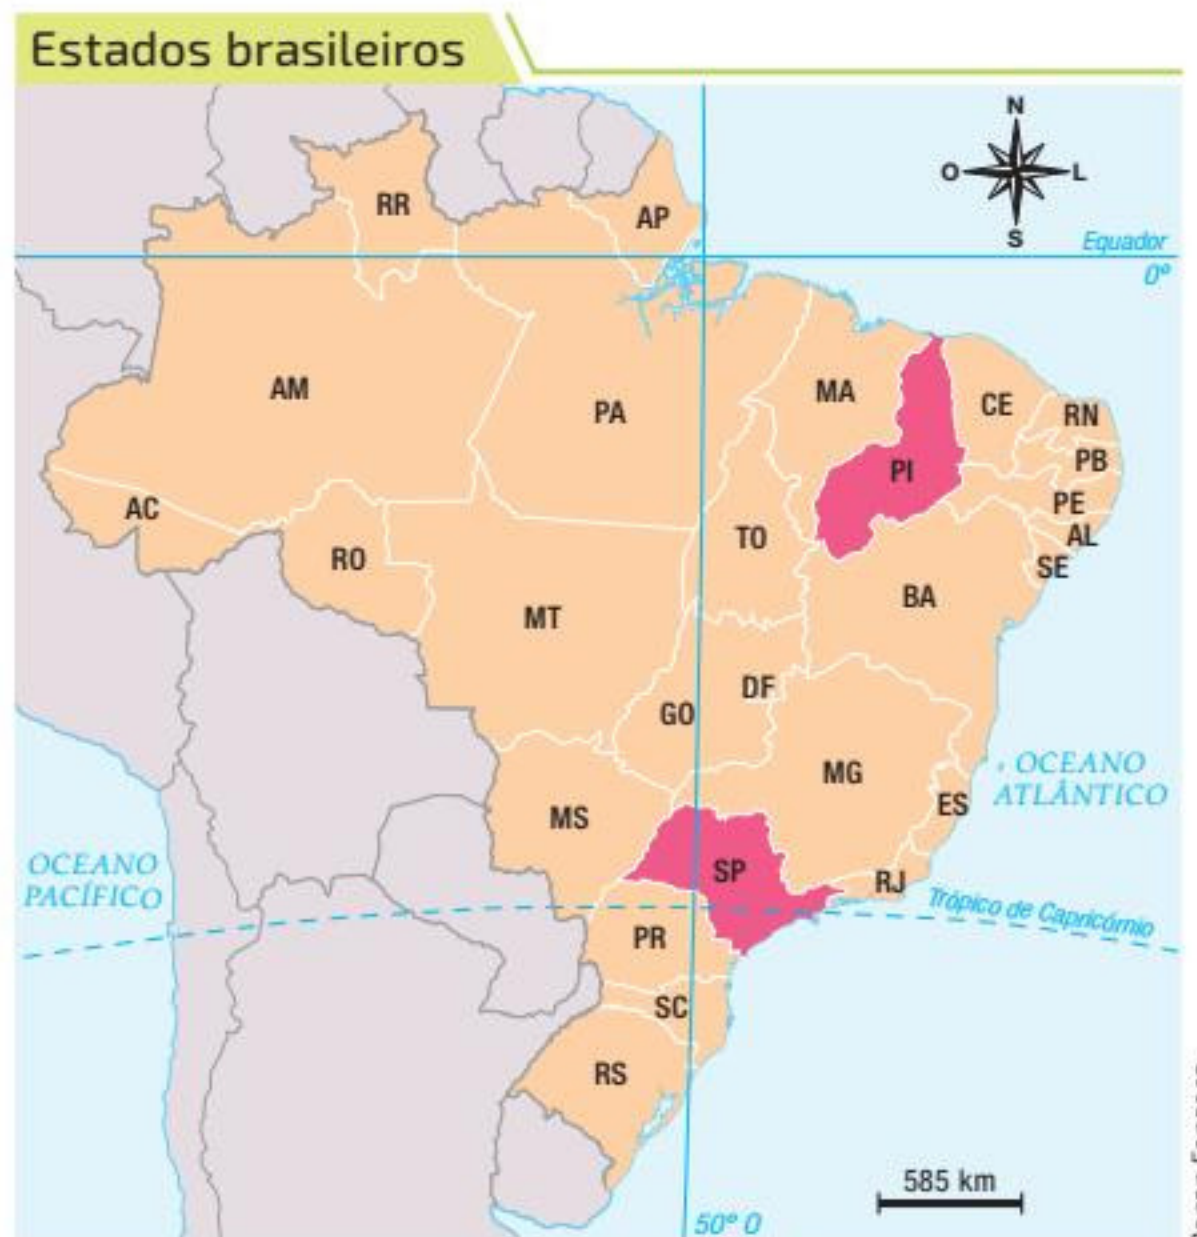 Estados brasileiros
N
O
L
S
Equador
0º
RR
AP
AM
PA
MA
CE
RN
PB
PI
PE
AL
SE
AC
RO
TO
BA
MT
DF
GO
MG
ES
MS
SP
RJ
OCEANO
ATLÂNTICO
OCEANO
PACÍFICO
Trópico de Capricórnio
PR
SC
RS
585 km
50º O